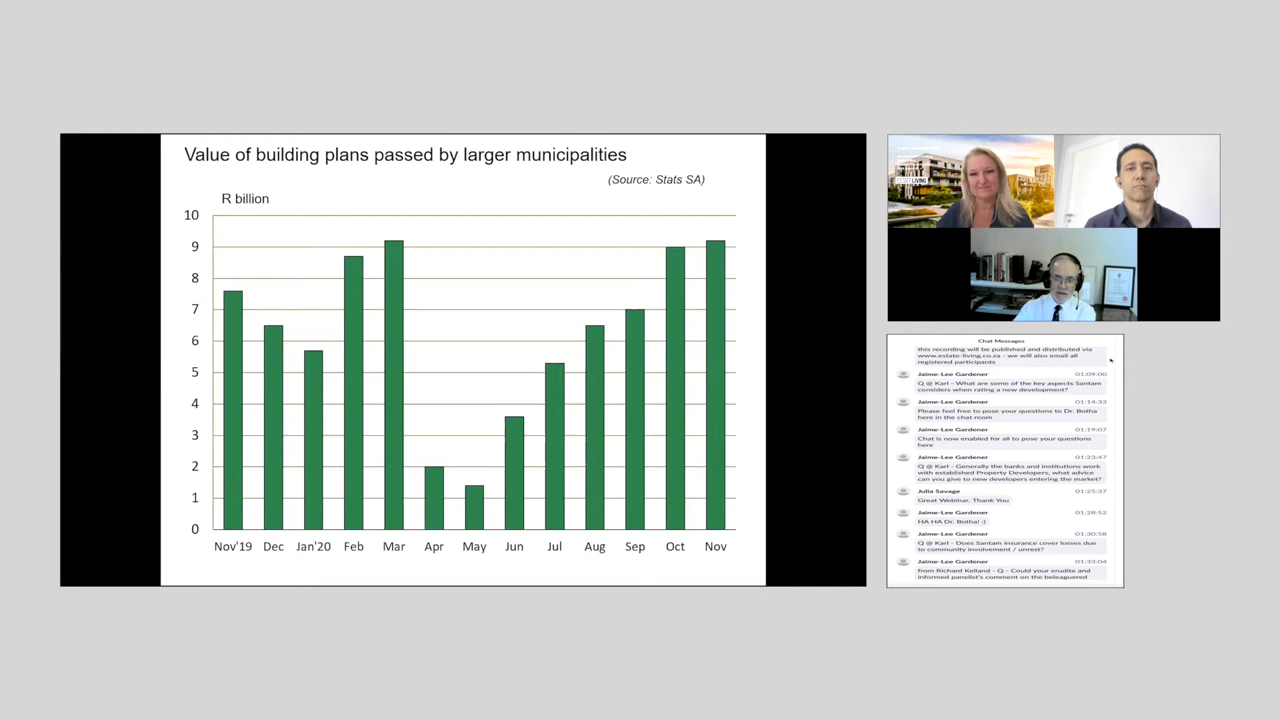 Value of building plans passed by larger municipalities
(Source: Stats SA)
R billion
10
9
8
7
6
5
4
3
2
1
0
Nov'19 Dec Jan'20 Feb Mar Apr May Jun Jul Aug Sep Oct Nov
ESTATE LIVING
Chat Messages
this recording will be published and distributed via
www.estate-living.co.za - we will also email all
registered participants
Jaime-Lee Gardener 01:09:00
Q @ Karl - What are some of the key aspects Santam
considers when rating a new development?
Jaime-Lee Gardener 01:14:33
Please feel free to pose your questions to Dr. Botha
here in the chat room
Jaime-Lee Gardener 01:19:07
Chat is now enabled for all to pose your questions
here
Jaime-Lee Gardener 01:23:47
Q @ Karl - Generally the banks and institutions work
with established Property Developers, what advice
can you give to new developers entering the market?
Julia Savage 01:25:37
Great Webinar. Thank You
Jaime-Lee Gardener 01:28:52
HA HA Dr. Botha! :)
Jaime-Lee Gardener 01:30:58
Q @ Karl - Does Santam insurance cover losses due
to community involvement / unrest?
Jaime-Lee Gardener 01:33:04
from Richard Kelland - Q - Could your erudite and
informed panelist's comment on the beleaguered